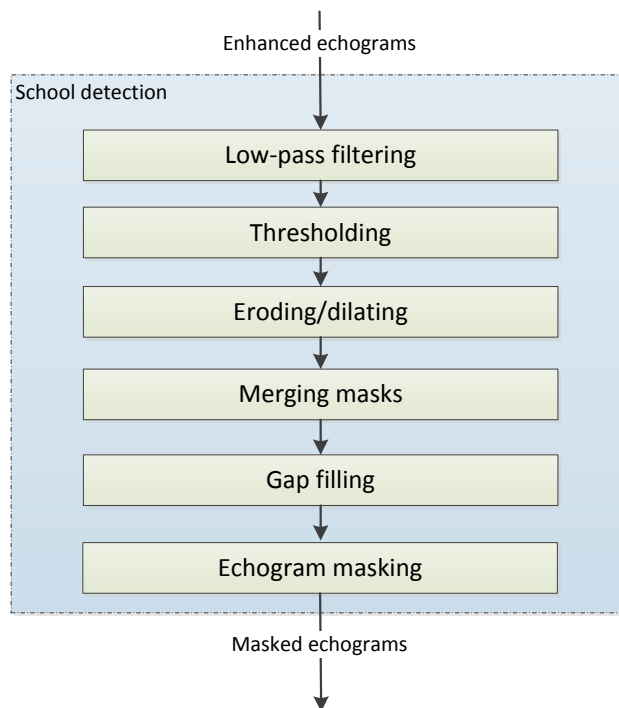 Enhanced echograms
School detection
Low-pass filtering
Thresholding
Eroding/dilating
Merging masks
Gap filling
Echogram masking
Masked echograms